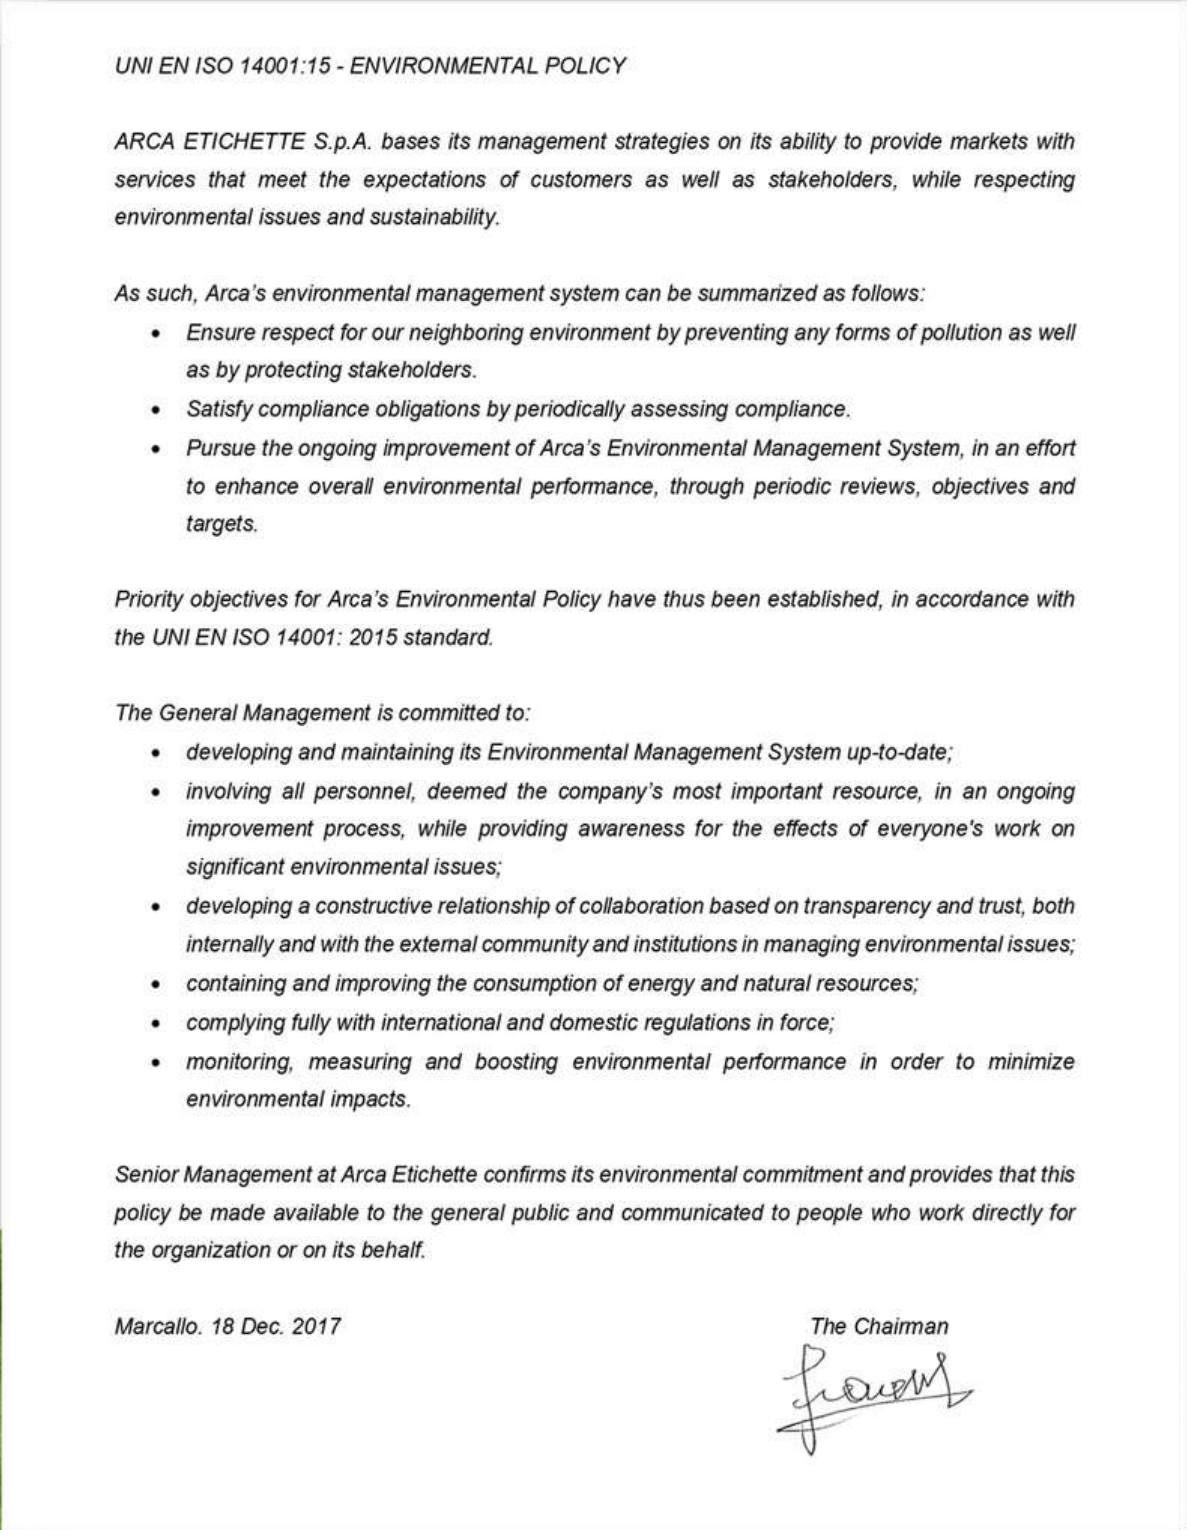 UNI EN ISO 14001:15 - ENVIRONMENTAL POLICY
ARCA ETICHETTE S.p.A. bases its management strategies on its ability to provide markets with
services that meet the expectations of customers as well as stakeholders, while respecting
environmental issues and sustainability.
As such, Arca's environmental management system can be summarized as follows:
• Ensure respect for our neighboring environment by preventing any forms of pollution as well
as by protecting stakeholders.
• Satisfy compliance obligations by periodically assessing compliance.
• Pursue the ongoing improvement of Arca's Environmental Management System, in an effort
to enhance overall environmental performance, through periodic reviews, objectives and
targets.
Priority objectives for Arca's Environmental Policy have thus been established, in accordance with
the UNI EN ISO 14001: 2015 standard.
The General Management is committed to:
• developing and maintaining its Environmental Management System up-to-date;
• involving all personnel, deemed the company's most important resource, in an ongoing
improvement process, while providing awareness for the effects of everyone's work on
significant environmental issues;
• developing a constructive relationship of collaboration based on transparency and trust, both
internally and with the external community and institutions in managing environmental issues;
• containing and improving the consumption of energy and natural resources;
• complying fully with international and domestic regulations in force;
• monitoring, measuring and boosting environmental performance in order to minimize
environmental impacts.
Senior Management at Arca Etichette confirms its environmental commitment and provides that this
policy be made available to the general public and communicated to people who work directly for
the organization or on its behalf.
Marcallo. 18 Dec. 2017
The Chairman